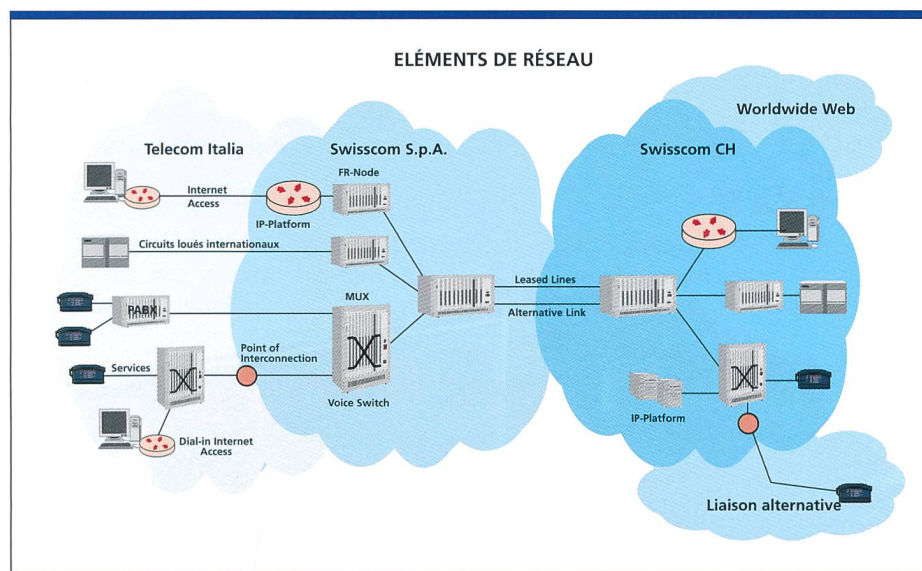 ELÉMENTS DE RÉSEAU
Worldwide Web
Telecom Italia
Swisscom S.p.A.
Swisscom CH
FR-Node
Internet
Access
IP-Platform
Circuits loués internationaux
Leased Lines
MUX
PABX
Alternative Link
Point of
Interconnection
Services
Voice Switch
IP-Platform
Dial-in Internet
Access
Liaison alternative